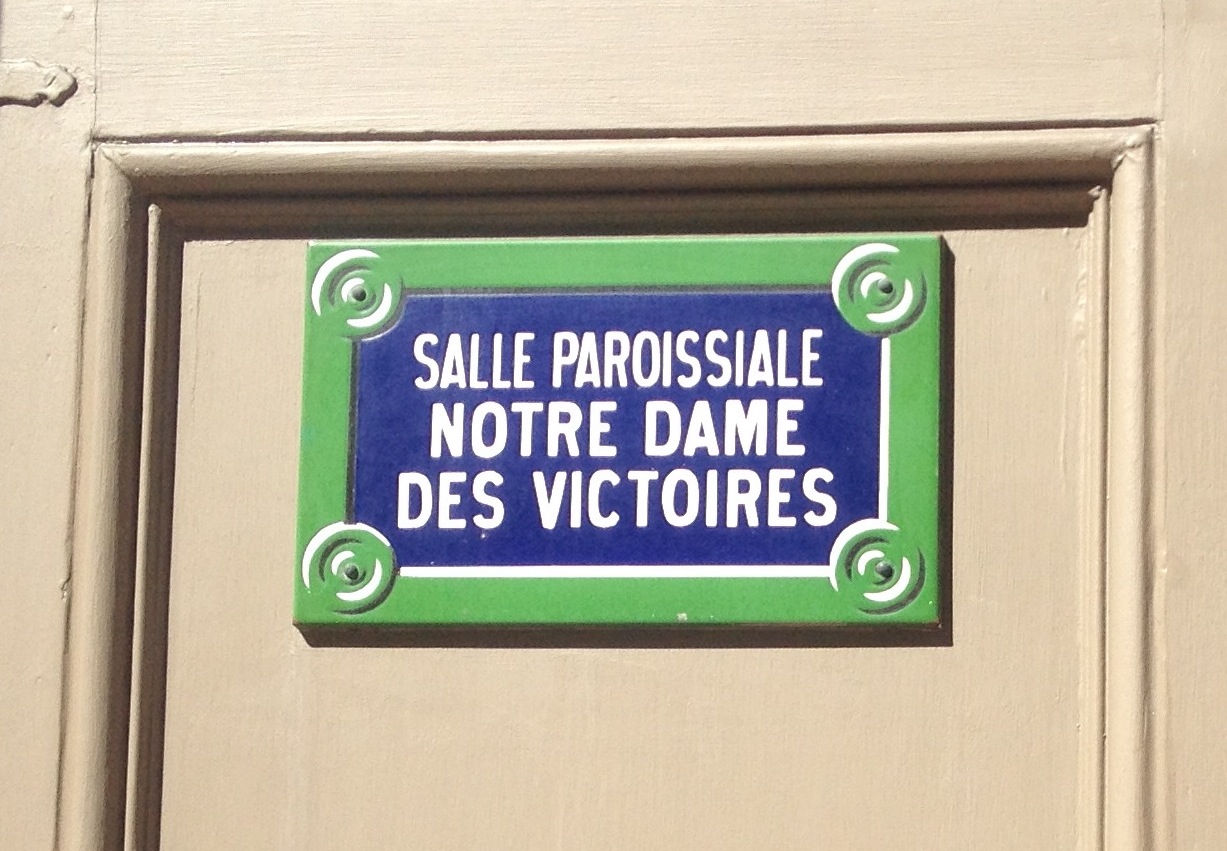 SALLE PAROISSIALE
NOTRE DAME
DES VICTOIRES